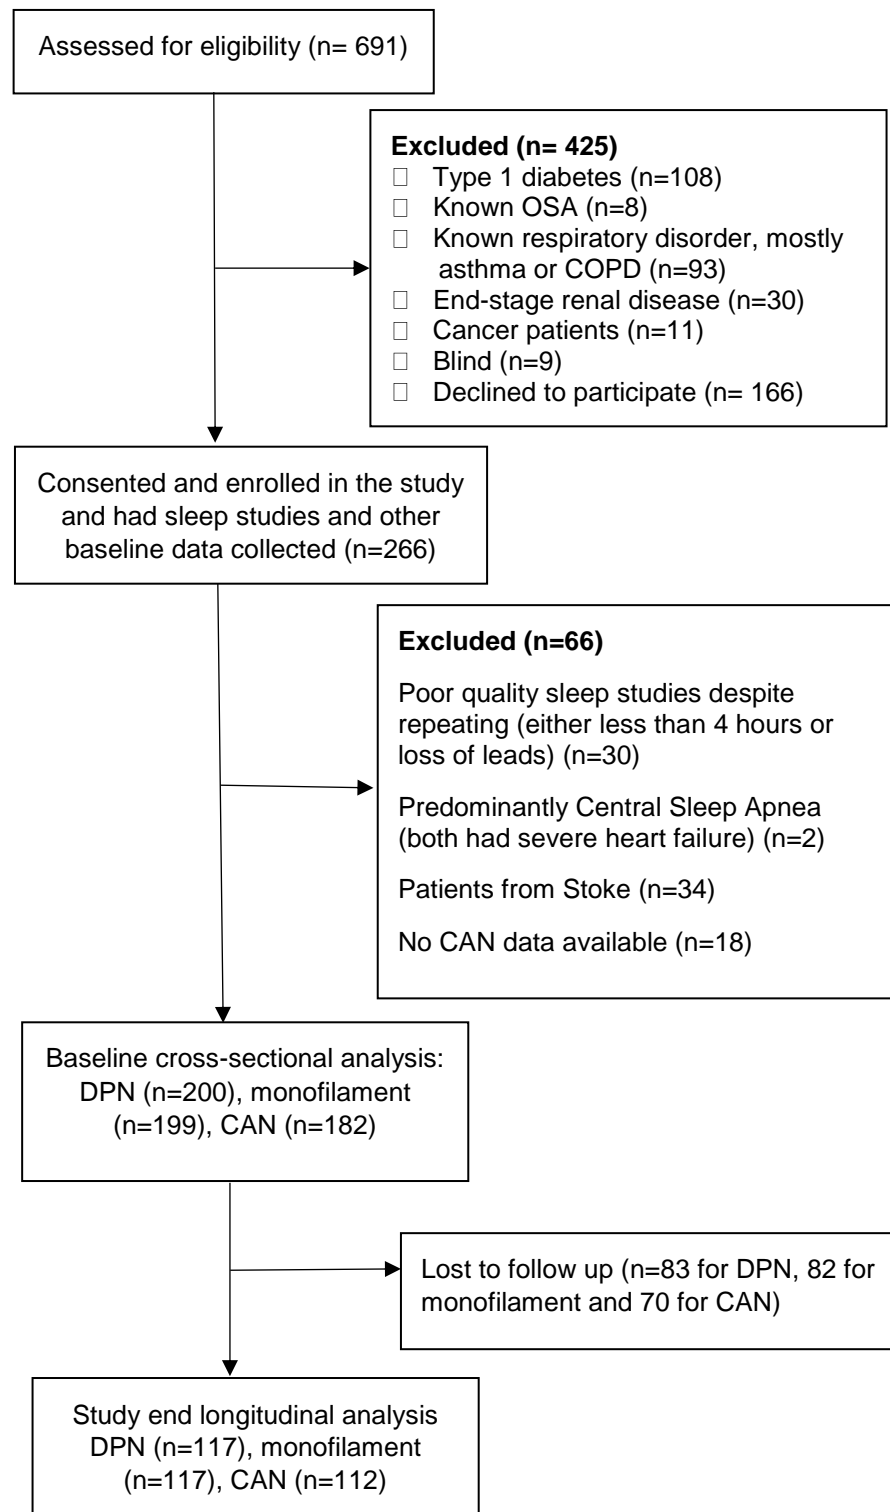 Assessed for eligibility (n= 691)
Excluded (n= 425)
Type 1 diabetes (n=108)
Known OSA (n=8)
Known respiratory disorder, mostly
asthma or COPD (n=93)
End-stage renal disease (n=30)
Cancer patients (n=11)
Blind (n=9)
Declined to participate (n= 166)
Consented and enrolled in the study
and had sleep studies and other
baseline data collected (n=266)
Excluded (n=66)
Poor quality sleep studies despite
repeating (either less than 4 hours or
loss of leads) (n=30)
Predominantly Central Sleep Apnea
(both had severe heart failure) (n=2)
Patients from Stoke (n=34)
No CAN data available (n=18)
Baseline cross-sectional analysis:
DPN (n=200), monofilament
(n=199), CAN (n=182)
Lost to follow up (n=83 for DPN, 82 for
monofilament and 70 for CAN)
Study end longitudinal analysis
DPN (n=117), monofilament
(n=117), CAN (n=112)